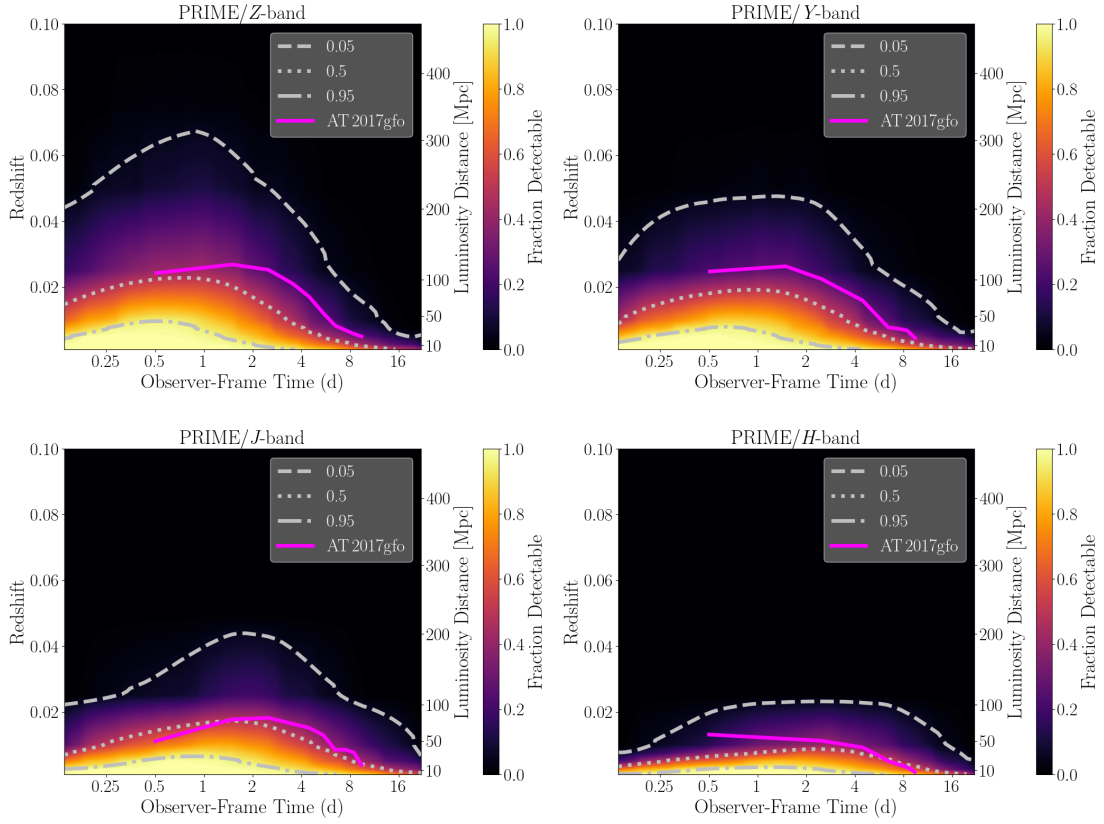 PRIME/Z-band
0.10
0.08
0.06
0.04
0.02
Redshift
0.05
0.5
0.95
AT 2017gfo
400
300
200
100
50
10
Luminosity Distance [Mpc]
1.0
0.8
0.6
0.4
0.2
0.0
Fraction Detectable
0.25 0.5 1 2 4 8 16
Observer-Frame Time (d)
PRIME/Y-band
0.10
0.08
0.06
0.04
0.02
Redshift
0.05
0.5
0.95
AT 2017gfo
400
300
200
100
50
10
Luminosity Distance [Mpc]
1.0
0.8
0.6
0.4
0.2
0.0
Fraction Detectable
0.25 0.5 1 2 4 8 16
Observer-Frame Time (d)
PRIME/J-band
0.10
0.08
0.06
0.04
0.02
Redshift
0.05
0.5
0.95
AT 2017gfo
400
300
200
100
50
10
Luminosity Distance [Mpc]
1.0
0.8
0.6
0.4
0.2
0.0
Fraction Detectable
0.25 0.5 1 2 4 8 16
Observer-Frame Time (d)
PRIME/H-band
0.10
0.08
0.06
0.04
0.02
Redshift
0.05
0.5
0.95
AT 2017gfo
400
300
200
100
50
10
Luminosity Distance [Mpc]
1.0
0.8
0.6
0.4
0.2
0.0
Fraction Detectable
0.25 0.5 1 2 4 8 16
Observer-Frame Time (d)